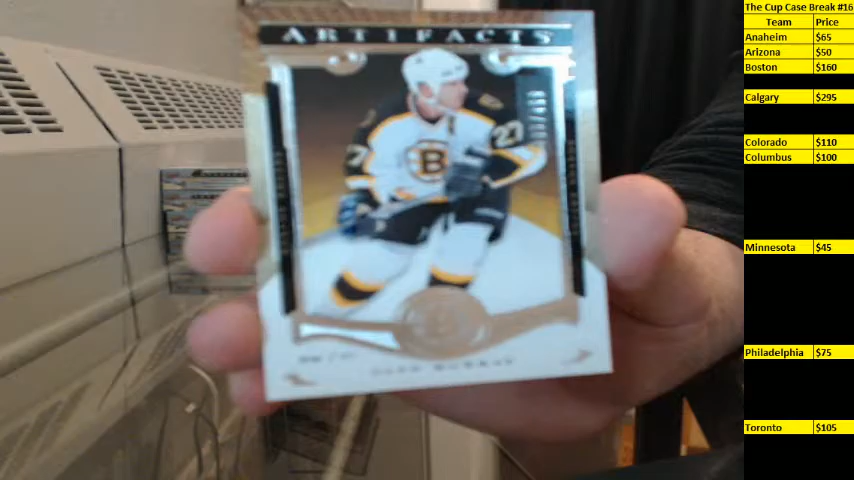 ARTIFACTS
27
7
B
The Cup Case Break #16
Team Price
Anaheim $65
Arizona $50
Boston $160
Calgary $295
Colorado $110
Columbus $100
Minnesota $45
Philadelphia $75
Toronto $105